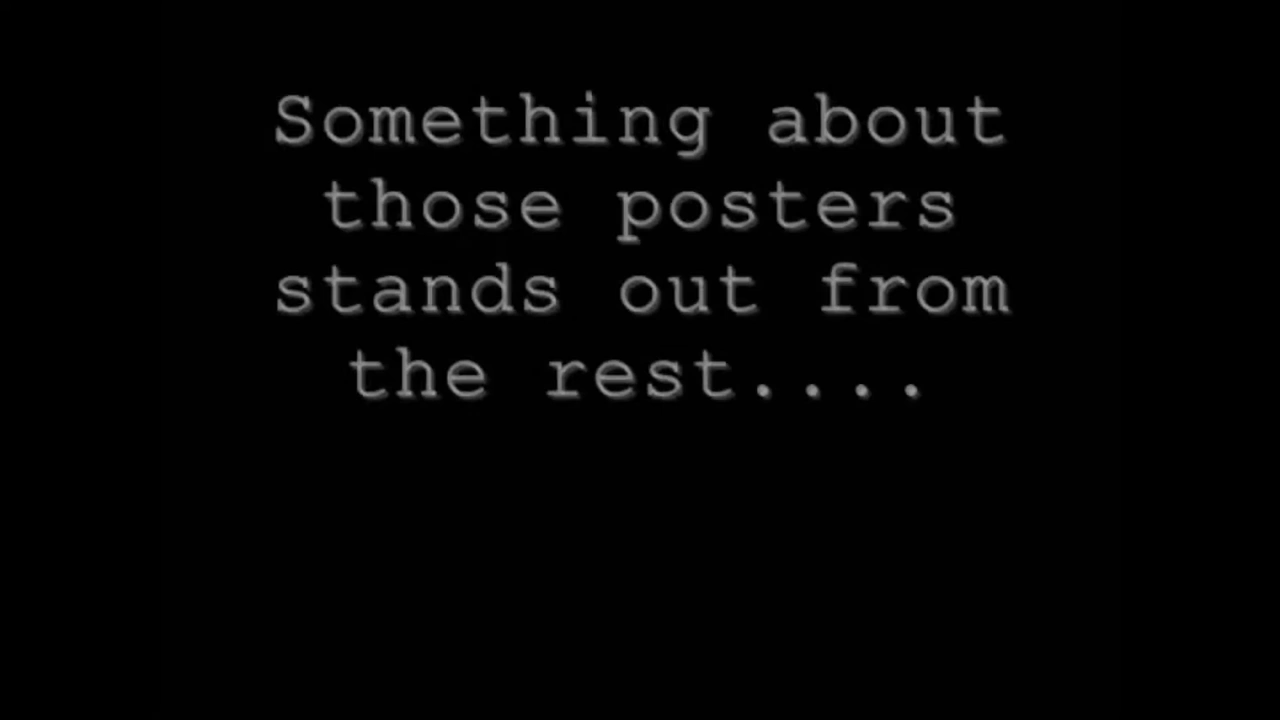 Something about
those posters
stands out from
the rest....